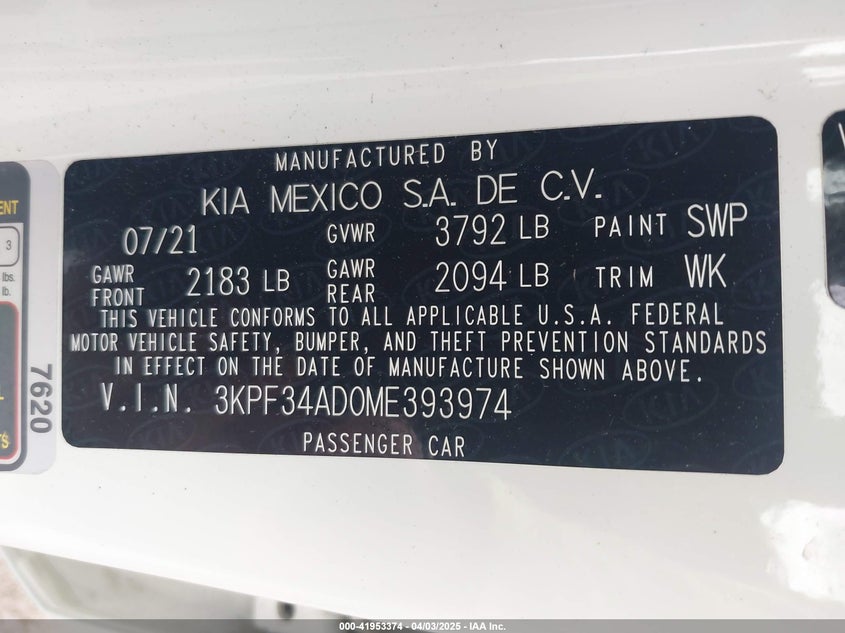 MANUFACTURED BY
KIA MEXICO S.A. DE C.V.
07/21 GVWR 3792 LB PAINT SWP
GAWR FRONT 2183 LB GAWR REAR 2094 LB TRIM WK
THIS VEHICLE CONFORMS TO ALL APPLICABLE U.S.A. FEDERAL
MOTOR VEHICLE SAFETY, BUMPER, AND THEFT PREVENTION STANDARDS
IN EFFECT ON THE DATE OF MANUFACTURE SHOWN ABOVE.
V.I.N. 3KPF34AD0ME393974
PASSENGER CAR
3
lbs.
lb.
7620
000-41953374 - 04/03/2025 - IAA Inc.